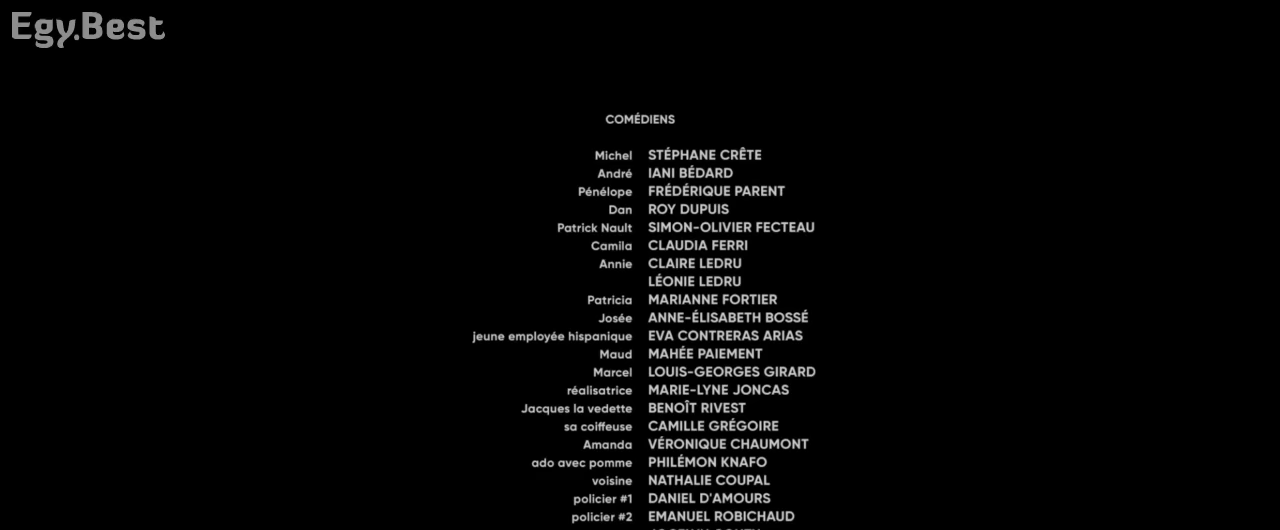 Egy.Best
COMÉDIENS
Michel STÉPHANE CRÊTE
André IANI BÉDARD
Pénélope FRÉDÉRIQUE PARENT
Dan ROY DUPUIS
Patrick Nault SIMON-OLIVIER FECTEAU
Camila CLAUDIA FERRI
Annie CLAIRE LEDRU
LÉONIE LEDRU
Patricia MARIANNE FORTIER
Josée ANNE-ÉLISABETH BOSSÉ
jeune employée hispanique EVA CONTRERAS ARIAS
Maud MAHÉE PAIEMENT
Marcel LOUIS-GEORGES GIRARD
réalisatrice MARIE-LYNE JONCAS
Jacques la vedette BENOÎT RIVEST
sa coiffeuse CAMILLE GRÉGOIRE
Amanda VÉRONIQUE CHAUMONT
ado avec pomme PHILÉMON KNAFO
voisine NATHALIE COUPAL
policier #1 DANIEL D'AMOURS
policier #2 EMANUEL ROBICHAUD